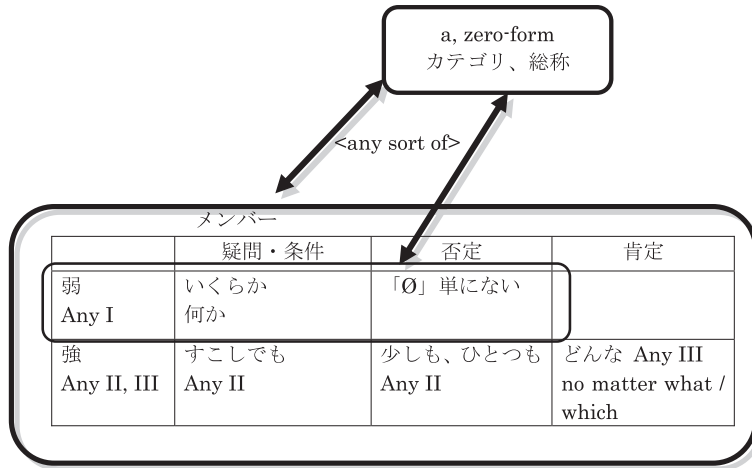 a, zero-form
カテゴリ、総称
<any sort of>
メンバー
疑問・条件 否定 肯定
弱 いくらか 「Ø」単にない
Any I 何か
強 すこしでも 少しも、ひとつも どんな Any III
Any II, III Any II Any II no matter what /
which